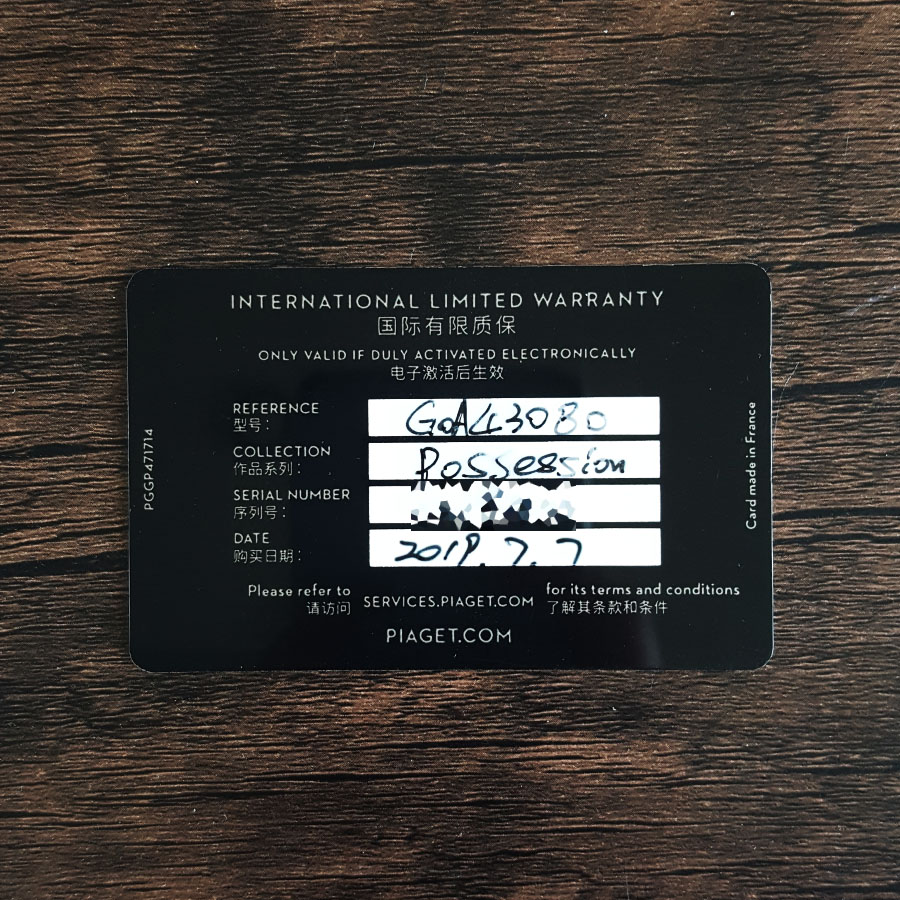 INTERNATIONAL LIMITED WARRANTY
国际有限质保
ONLY VALID IF DULY ACTIVATED ELECTRONICALLY
电子激活后生效
REFERENCE G0A43080
型号：
COLLECTION Possession
作品系列：
SERIAL NUMBER
序列号：
DATE 2019.7.7
购买日期：
Please refer to SERVICES.PIAGET.COM for its terms and conditions
请访问 了解其条款和条件
PIAGET.COM
PGGP471714
Card made in France